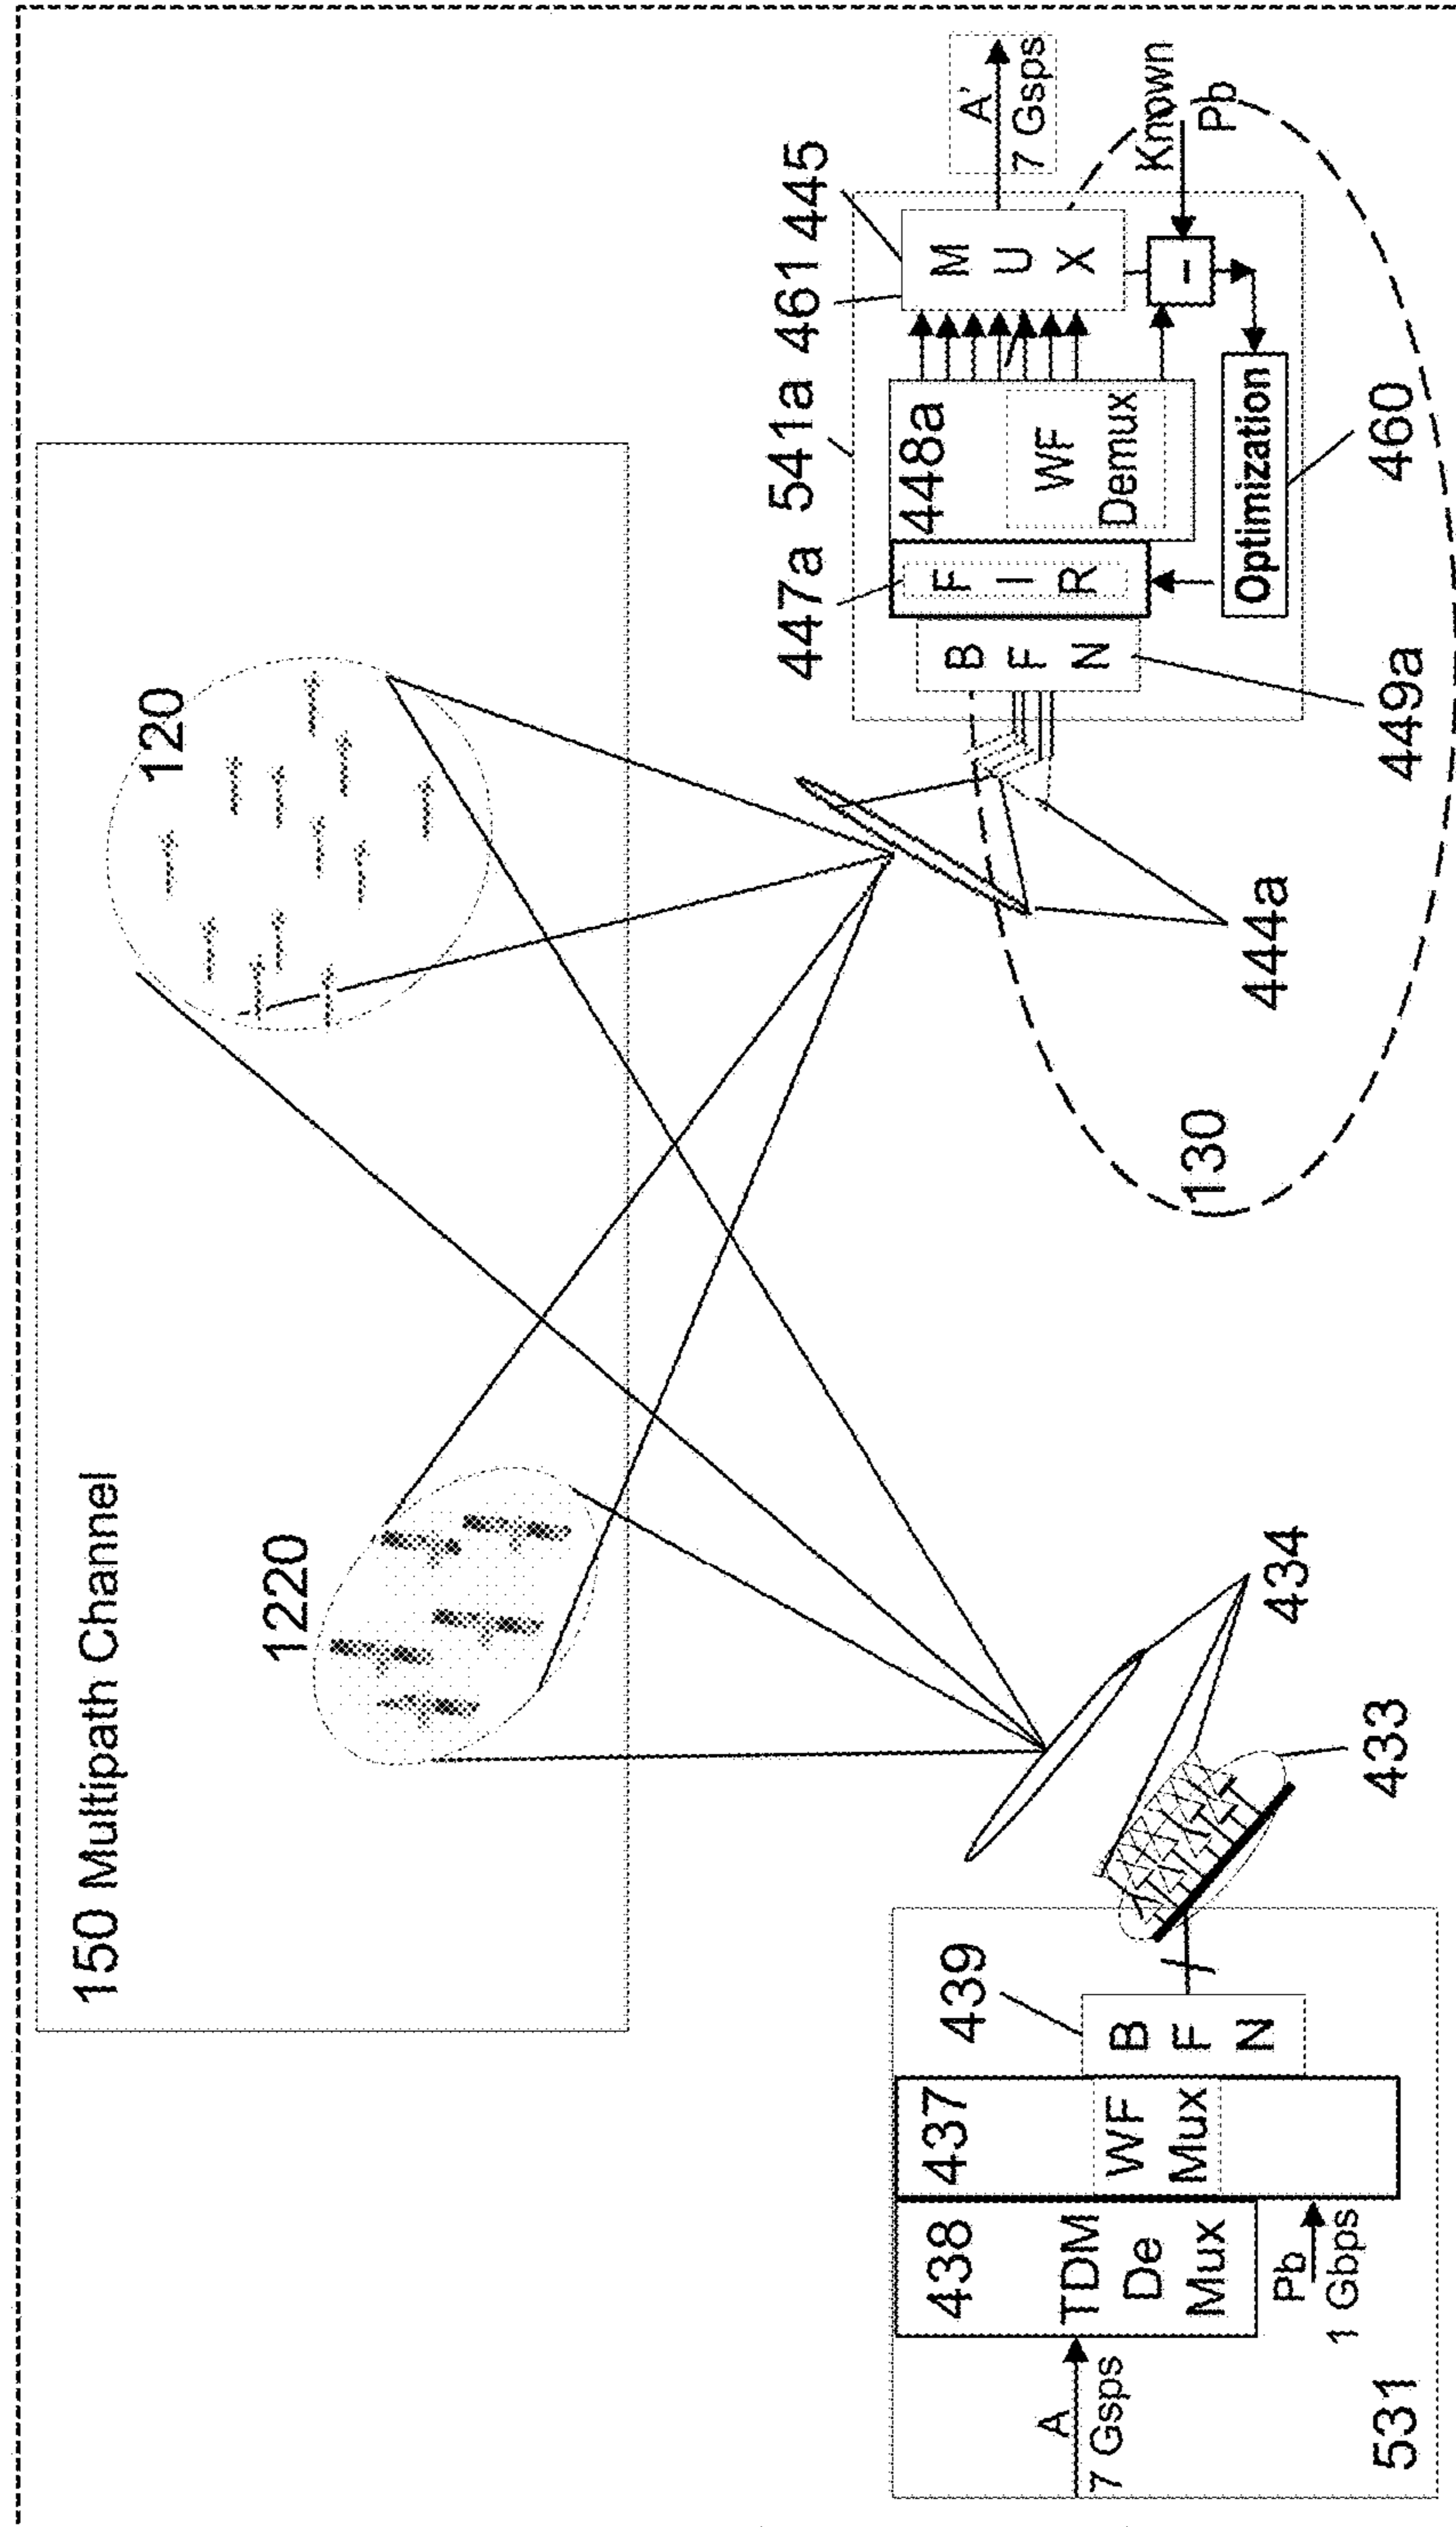 150 Multipath Channel
1220
120
A
7 Gsps
438
TDM
De
Mux
Pb
1 Gbps
531
437
WF
Mux
439
B
F
N
433
434
130
444a
449a
B
F
N
447a
F
I
R
541a
448a
WF
Demux
Optimization
460
461
445
M
U
X
-
A'
7 Gsps
Known
Pb